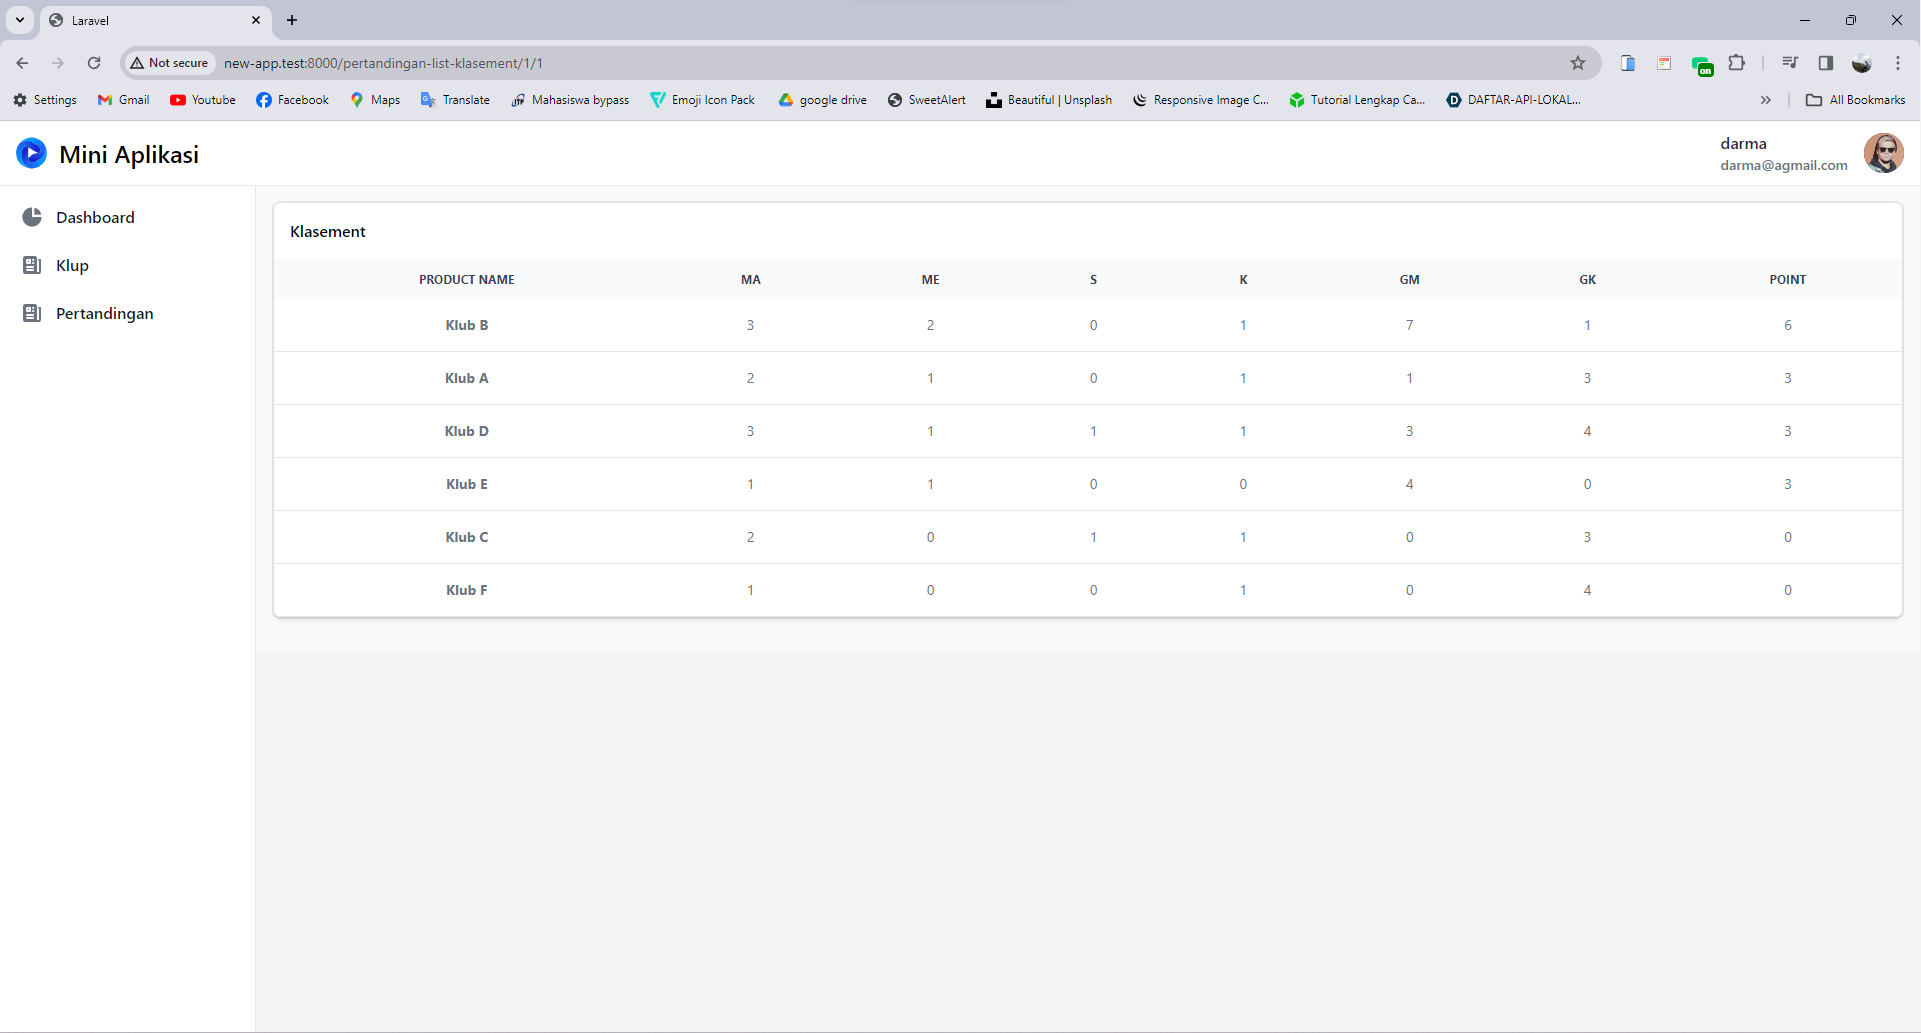 Laravel
Not secure new-app.test:8000/pertandingan-list-klasement/1/1
on
Settings Gmail Youtube Facebook Maps Translate Mahasiswa bypass Emoji Icon Pack google drive SweetAlert Beautiful | Unsplash Responsive Image C... Tutorial Lengkap Ca... DAFTAR-API-LOKAL... All Bookmarks
Mini Aplikasi
darma
darma@agmail.com
Dashboard
Klup
Pertandingan
Klasement
PRODUCT NAME MA ME S K GM GK POINT
Klub B 3 2 0 1 7 1 6
Klub A 2 1 0 1 1 3 3
Klub D 3 1 1 1 3 4 3
Klub E 1 1 0 0 4 0 3
Klub C 2 0 1 1 0 3 0
Klub F 1 0 0 1 0 4 0